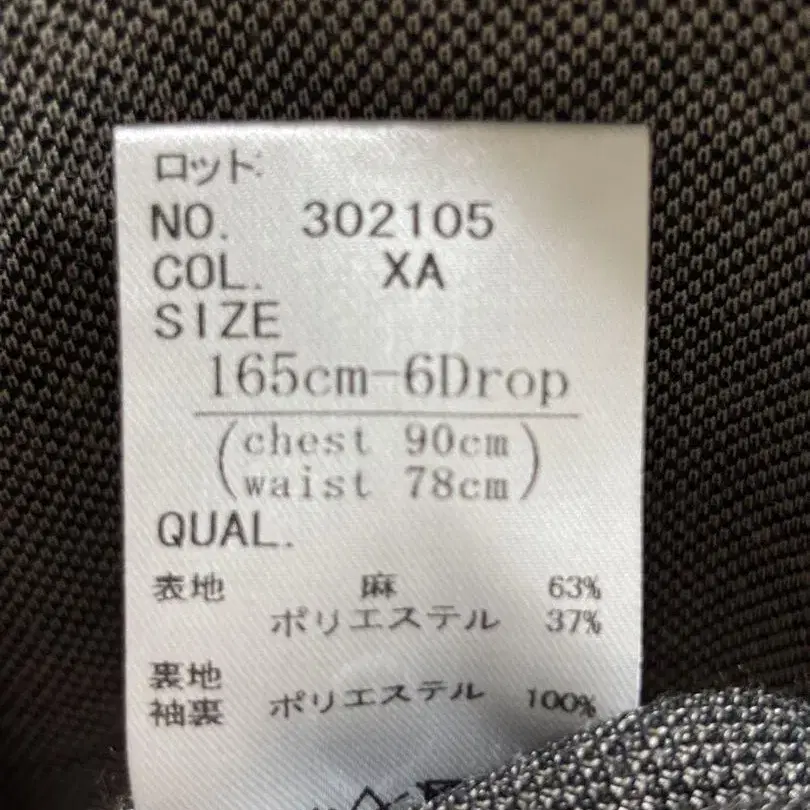 ロット:
NO. 302105
COL. XA
SIZE
165cm-6Drop
(chest 90cm
waist 78cm)
QUAL.
表地 麻 63%
ポリエステル 37%
裏地
袖裏 ポリエステル 100%